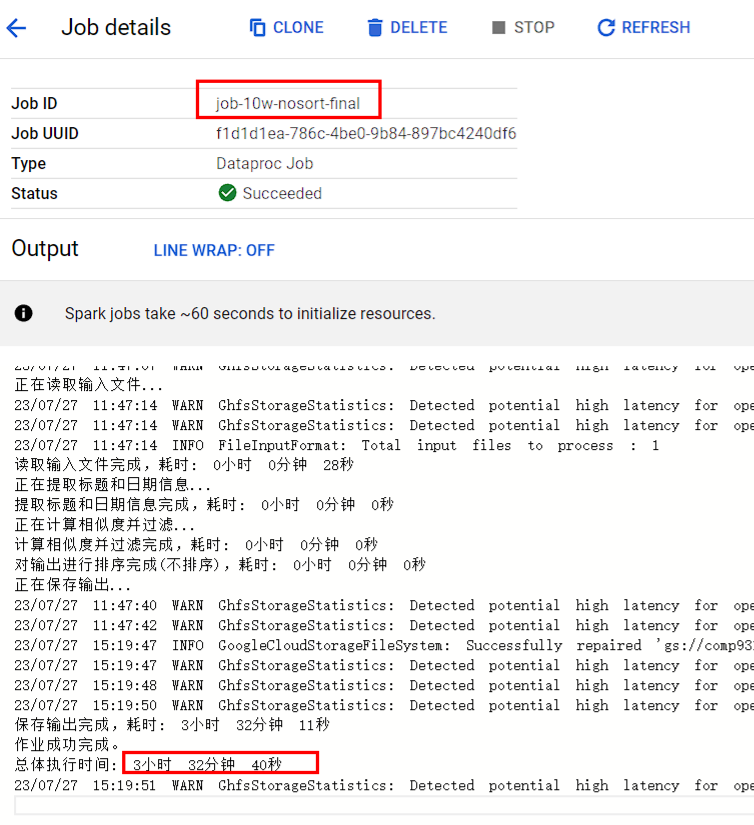 Job details
CLONE
DELETE
STOP
REFRESH
Job ID job-10w-nosort-final
Job UUID f1d1d1ea-786c-4be0-9b84-897bc4240df6
Type Dataproc Job
Status Succeeded
Output LINE WRAP: OFF
Spark jobs take ~60 seconds to initialize resources.
23/07/27 11:47:07 WARN GhfsStorageStatistics: Detected potential high latency for ope
正在读取输入文件...
23/07/27 11:47:14 WARN GhfsStorageStatistics: Detected potential high latency for ope
23/07/27 11:47:14 WARN GhfsStorageStatistics: Detected potential high latency for ope
23/07/27 11:47:14 INFO FileInputFormat: Total input files to process : 1
读取输入文件完成，耗时: 0小时 0分钟 28秒
正在提取标题和日期信息...
提取标题和日期信息完成，耗时: 0小时 0分钟 0秒
正在计算相似度并过滤...
计算相似度并过滤完成，耗时: 0小时 0分钟 0秒
对输出进行排序完成(不排序)，耗时: 0小时 0分钟 0秒
正在保存输出...
23/07/27 11:47:40 WARN GhfsStorageStatistics: Detected potential high latency for ope
23/07/27 11:47:42 WARN GhfsStorageStatistics: Detected potential high latency for ope
23/07/27 15:19:47 INFO GoogleCloudStorageFileSystem: Successfully repaired 'gs://comp93
23/07/27 15:19:47 WARN GhfsStorageStatistics: Detected potential high latency for ope
23/07/27 15:19:48 WARN GhfsStorageStatistics: Detected potential high latency for ope
23/07/27 15:19:50 WARN GhfsStorageStatistics: Detected potential high latency for ope
保存输出完成，耗时: 3小时 32分钟 11秒
作业成功完成。
总体执行时间: 3小时 32分钟 40秒
23/07/27 15:19:51 WARN GhfsStorageStatistics: Detected potential high latency for ope